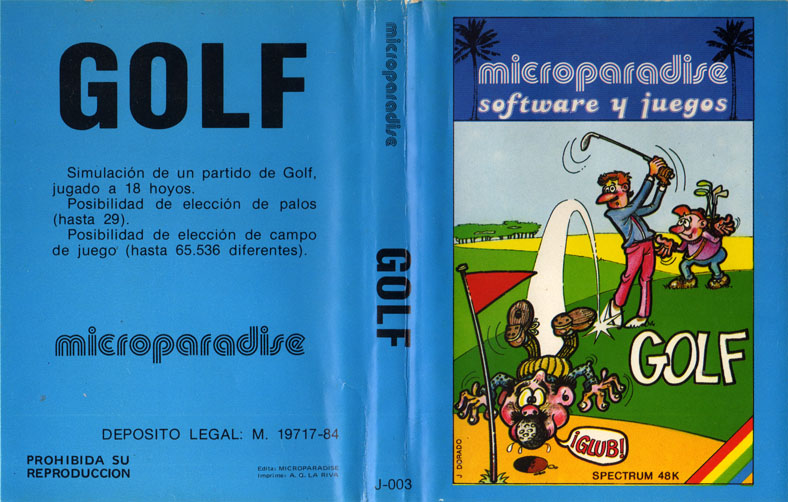 GOLF
Simulación de un partido de Golf,
jugado a 18 hoyos.
Posibilidad de elección de palos
(hasta 29).
Posibilidad de elección de campo
de juego (hasta 65.536 diferentes).
microparadise
DEPOSITO LEGAL: M. 19717-84
PROHIBIDA SU
REPRODUCCION
Edita: MICROPARADISE
Imprime: A. G. LA RIVA
microparadise
GOLF
J-003
microparadise
software y juegos
GOLF
¡GLUB!
J. DORADO
SPECTRUM 48K